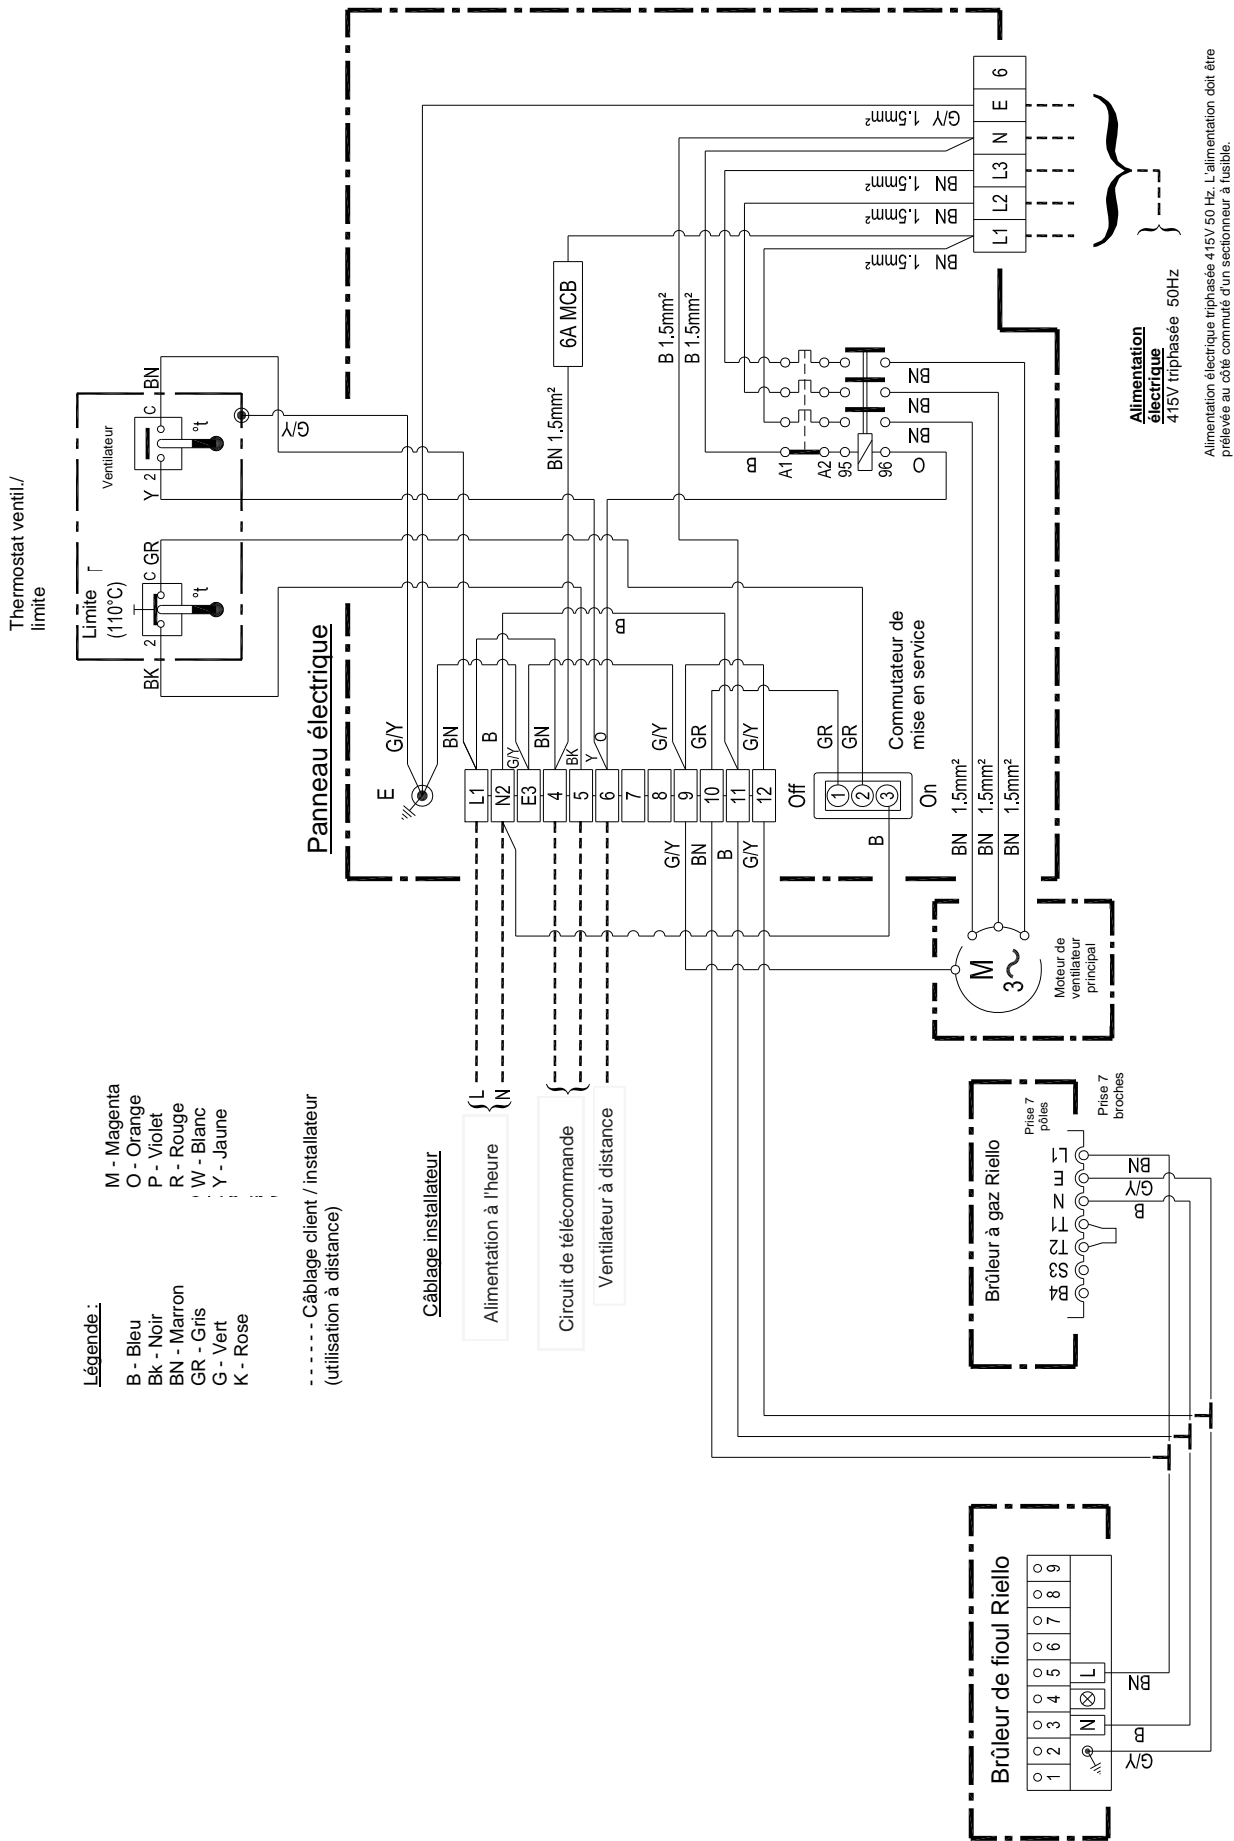 Thermostat ventil./
limite
Limite
(110°C)
Ventilateur
BK
2
C
GR
Y
2
C
BN
°t
°t
G/Y
Panneau électrique
E
G/Y
BN
B
G/Y
BN
BK
Y
O
G/Y
GR
G/Y
L1
N2
E3
4
5
6
7
8
9
10
11
12
G/Y
BN
B
G/Y
B
BN 1.5mm²
6A MCB
B 1.5mm²
B 1.5mm²
B
A1
A2
95
96
O
BN
BN
BN
G/Y 1.5mm²
BN 1.5mm²
BN 1.5mm²
BN 1.5mm²
L1
L2
L3
N
E
6
Alimentation
électrique
415V triphasée 50Hz
Alimentation électrique triphasée 415V 50 Hz. L'alimentation doit être
prélevée au côté commuté d'un sectionneur à fusible.
Commutateur de
mise en service
GR
GR
Off
1
2
3
On
B
BN 1.5mm²
BN 1.5mm²
BN 1.5mm²
M
3
Moteur de
ventilateur
principal
Légende :
B - Bleu
Bk - Noir
BN - Marron
GR - Gris
G - Vert
K - Rose
M - Magenta
O - Orange
P - Violet
R - Rouge
W - Blanc
Y - Jaune
- - - - - - Câblage client / installateur
(utilisation à distance)
Câblage installateur
L
N
Alimentation à l'heure
Circuit de télécommande
Ventilateur à distance
Brûleur à gaz Riello
Prise 7
pôles
Prise 7
broches
B4
S3
T2
T1
N
E
L1
B
G/Y
BN
Brûleur de fioul Riello
1
2
3
4
5
6
7
8
9
N
L
G/Y
B
BN